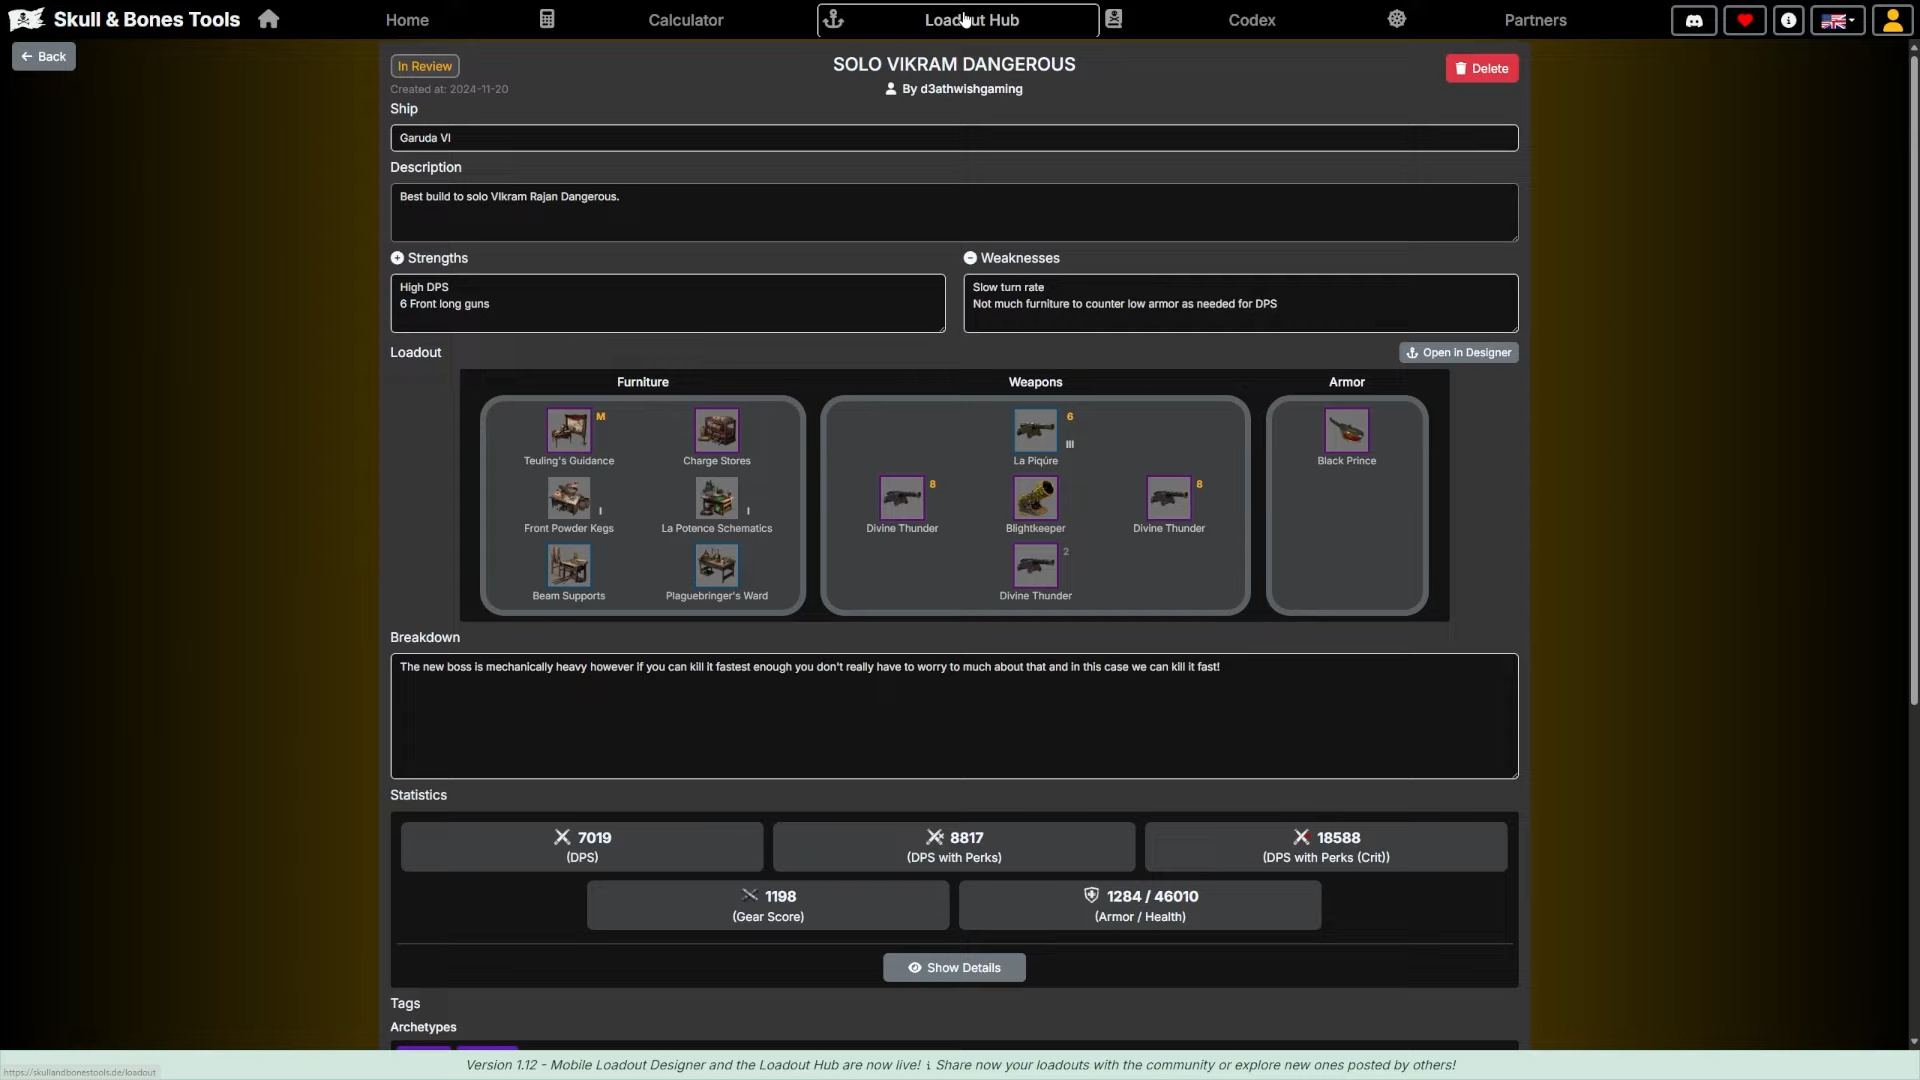 Skull & Bones Tools
Home
Calculator
Loadout Hub
Codex
Partners
Back
In Review
SOLO VIKRAM DANGEROUS
Delete
Created at: 2024-11-20
By d3athwishgaming
Ship
Garuda VI
Description
Best build to solo VIkram Rajan Dangerous.
Strengths
Weaknesses
High DPS
6 Front long guns
Slow turn rate
Not much furniture to counter low armor as needed for DPS
Loadout
Open in Designer
Furniture
Weapons
Armor
M
6
III
Teuling's Guidance
Charge Stores
La Piqûre
Black Prince
I
I
8
8
Front Powder Kegs
La Potence Schematics
Divine Thunder
Blightkeeper
Divine Thunder
2
Beam Supports
Plaguebringer's Ward
Divine Thunder
Breakdown
The new boss is mechanically heavy however if you can kill it fastest enough you don't really have to worry to much about that and in this case we can kill it fast!
Statistics
7019
(DPS)
8817
(DPS with Perks)
18588
(DPS with Perks (Crit))
1198
(Gear Score)
1284 / 46010
(Armor / Health)
Show Details
Tags
Archetypes
Version 1.12 - Mobile Loadout Designer and the Loadout Hub are now live! ℹ Share now your loadouts with the community or explore new ones posted by others!
https://skullandbonestools.de/loadout